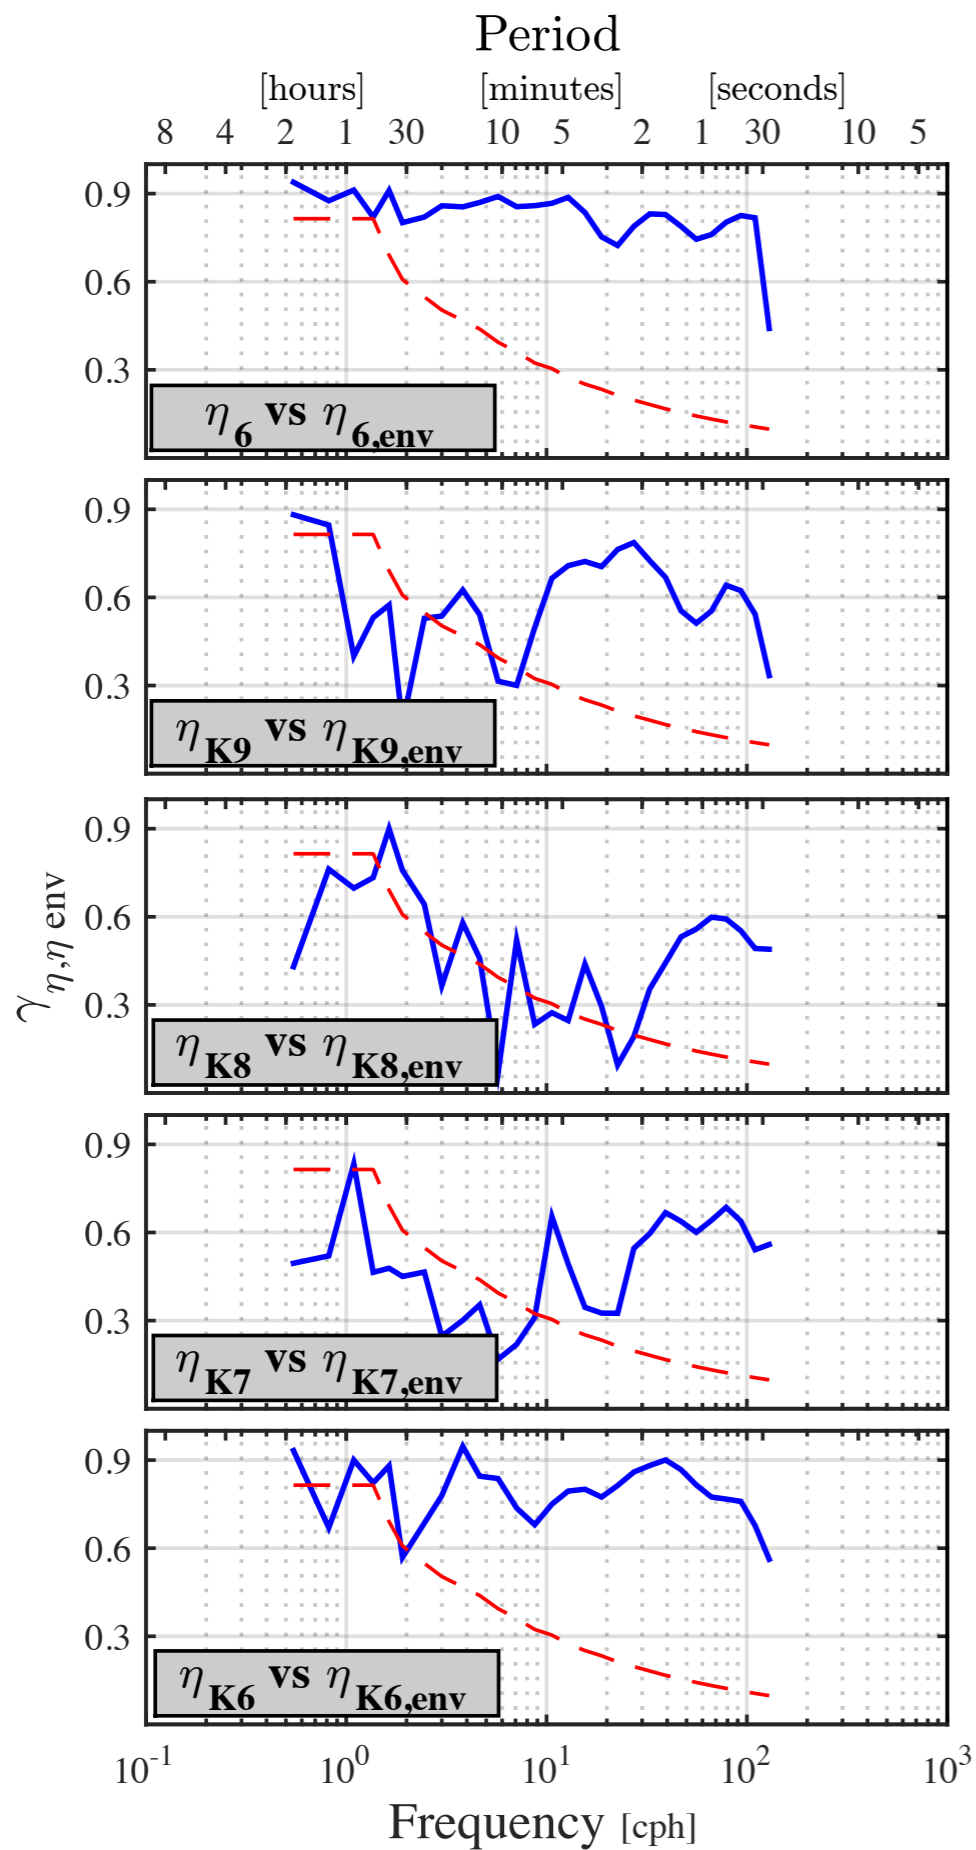 Period
[hours] [minutes] [seconds]
8 4 2 1 30 10 5 2 1 30 10 5
0.9
0.6
0.3
η6 vs η6,env
0.9
0.6
0.3
ηK9 vs ηK9,env
0.9
0.6
0.3
ηK8 vs ηK8,env
γη,η env
0.9
0.6
0.3
ηK7 vs ηK7,env
0.9
0.6
0.3
ηK6 vs ηK6,env
10-1 100 101 102 103
Frequency [cph]